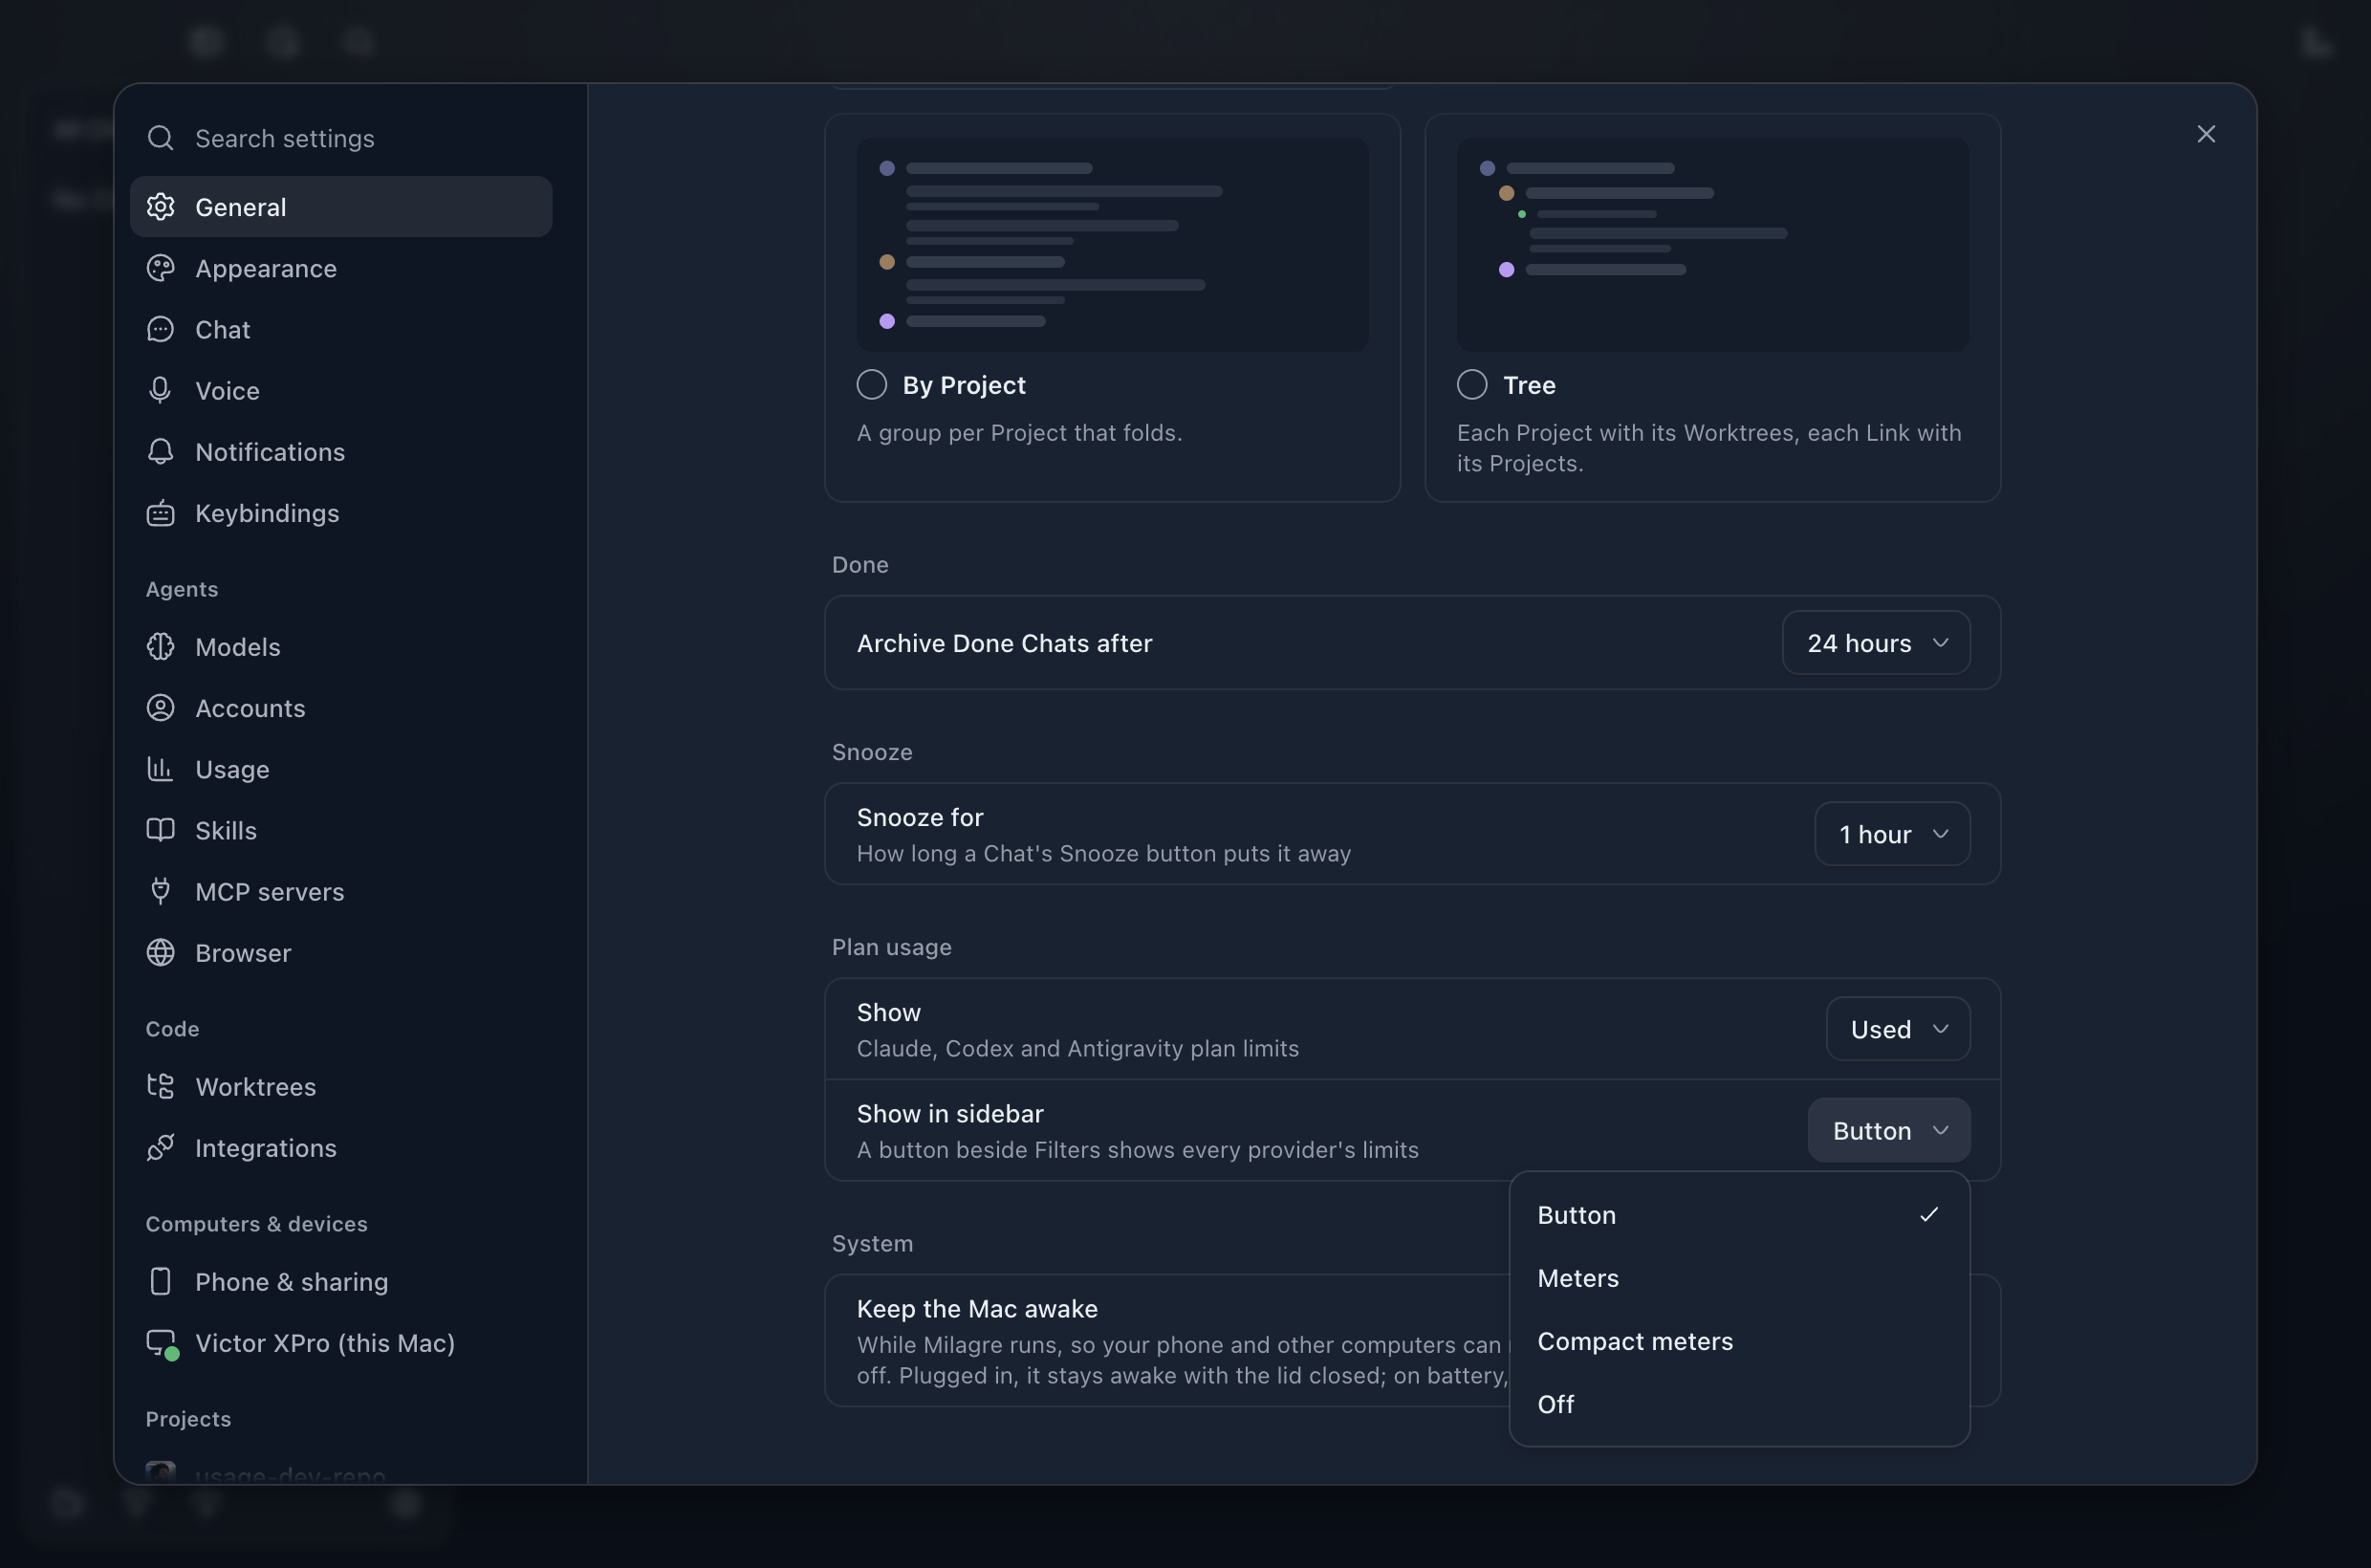 Search settings
General
Appearance
Chat
Voice
Notifications
Keybindings
Agents
Models
Accounts
Usage
Skills
MCP servers
Browser
Code
Worktrees
Integrations
Computers & devices
Phone & sharing
Victor XPro (this Mac)
Projects
usage-dev-repo
By Project
A group per Project that folds.
Tree
Each Project with its Worktrees, each Link with
its Projects.
Done
Archive Done Chats after
24 hours
Snooze
Snooze for
How long a Chat's Snooze button puts it away
1 hour
Plan usage
Show
Claude, Codex and Antigravity plan limits
Used
Show in sidebar
A button beside Filters shows every provider's limits
Button
Button
Meters
Compact meters
Off
System
Keep the Mac awake
While Milagre runs, so your phone and other computers can
off. Plugged in, it stays awake with the lid closed; on battery,